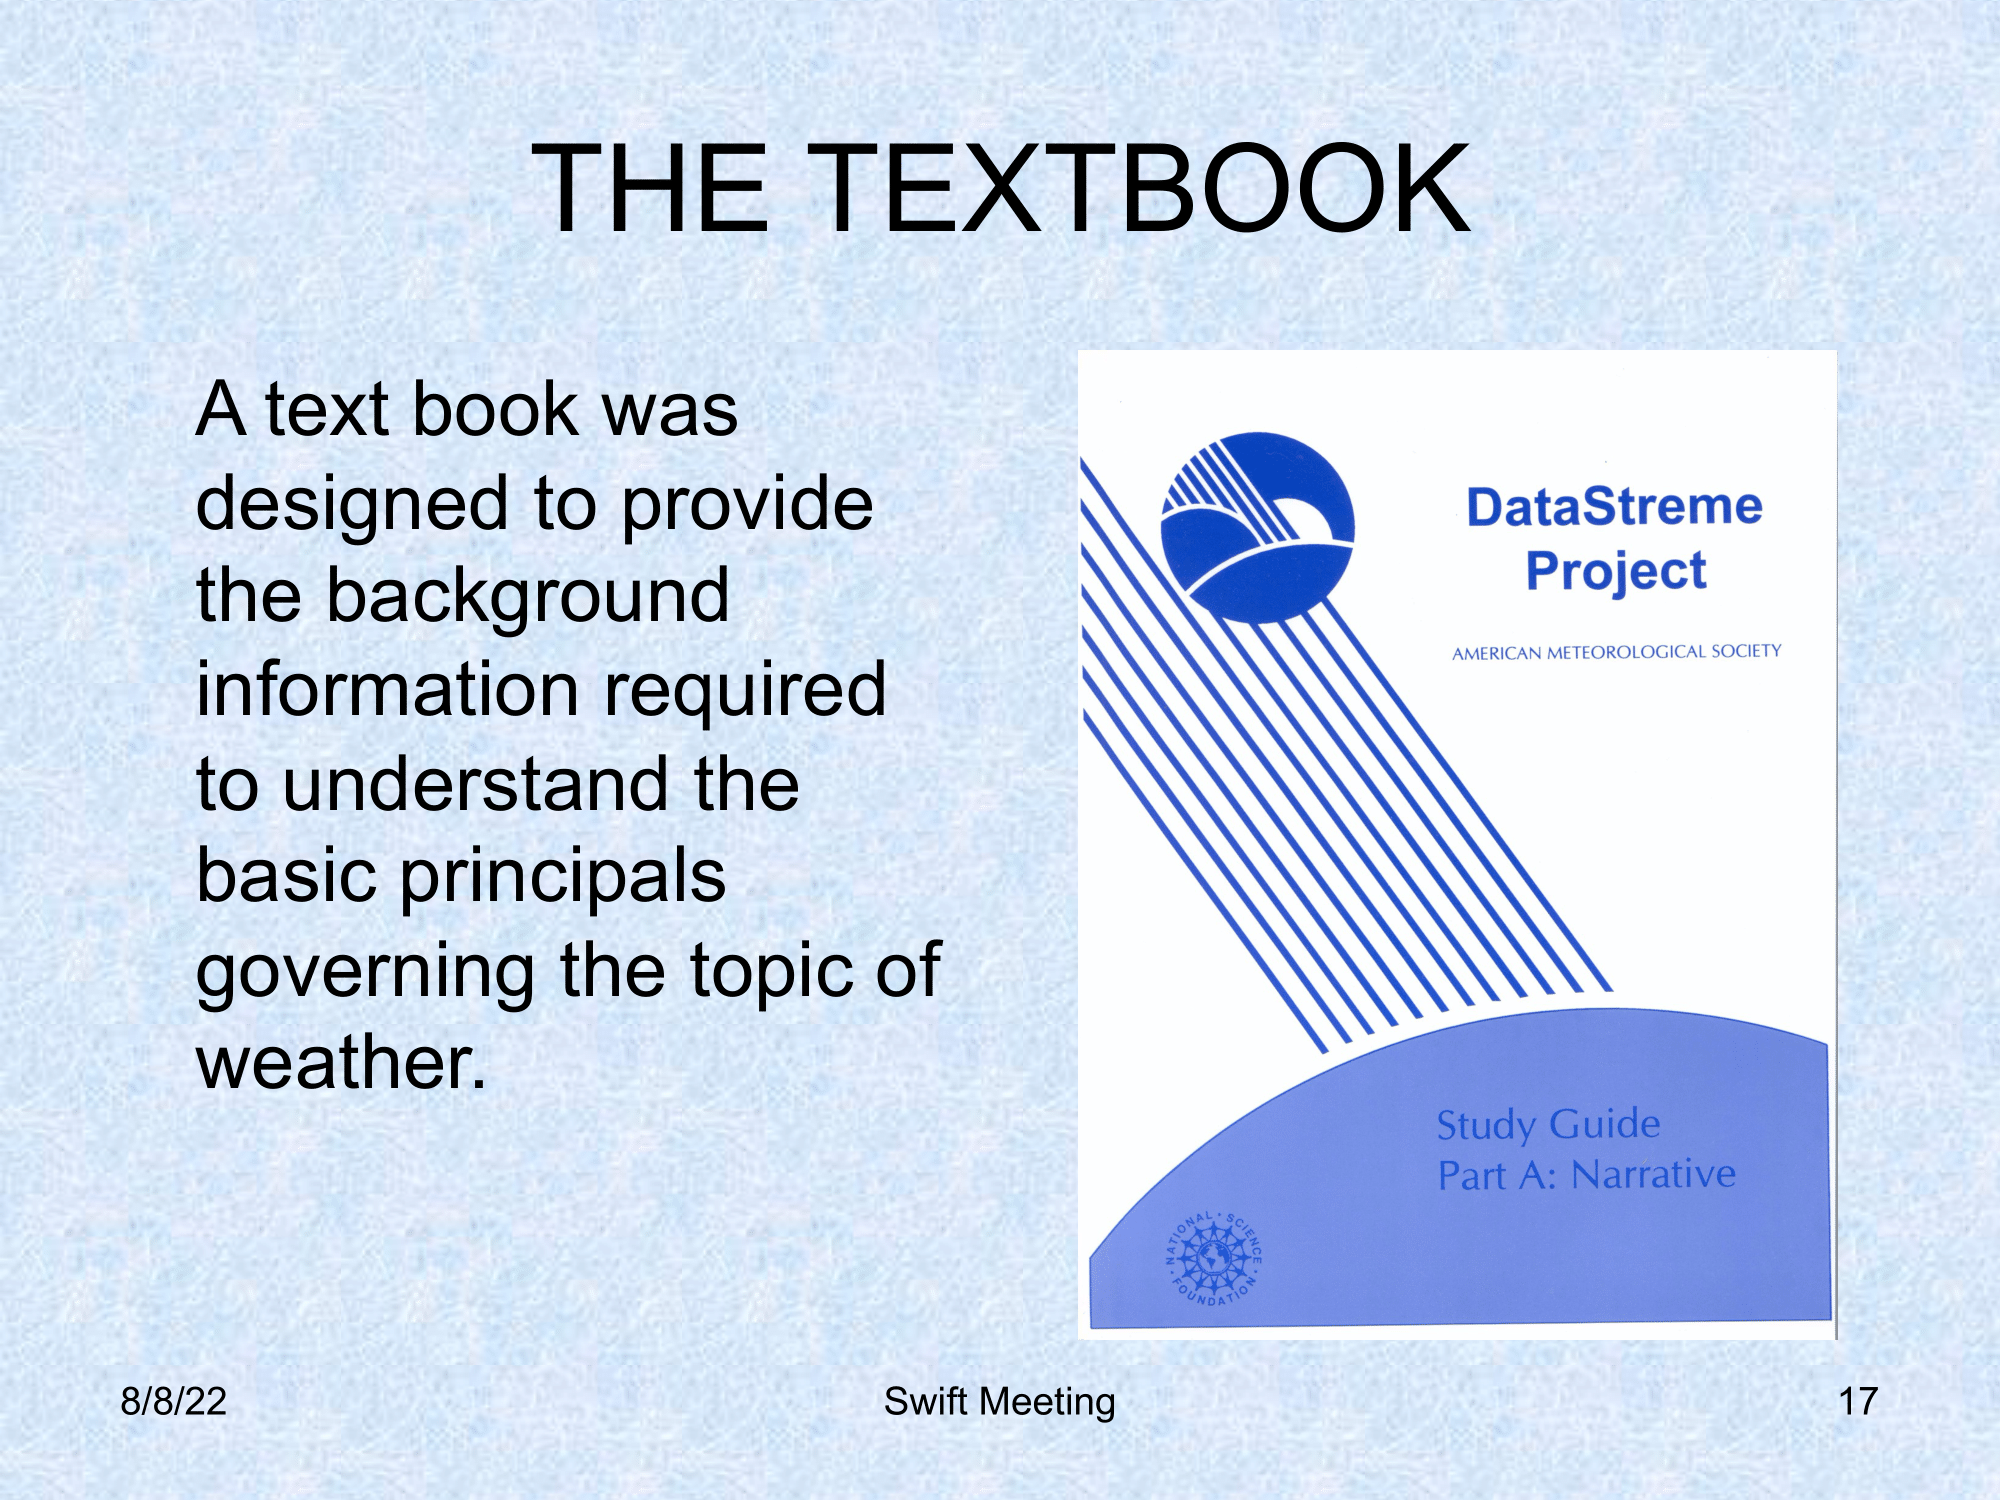 THE TEXTBOOK
A text book was
designed to provide
the background
information required
to understand the
basic principals
governing the topic of
weather.
DataStreme
Project
AMERICAN METEOROLOGICAL SOCIETY
Study Guide
Part A: Narrative
NATIONAL • SCIENCE • FOUNDATION •
8/8/22
Swift Meeting
17